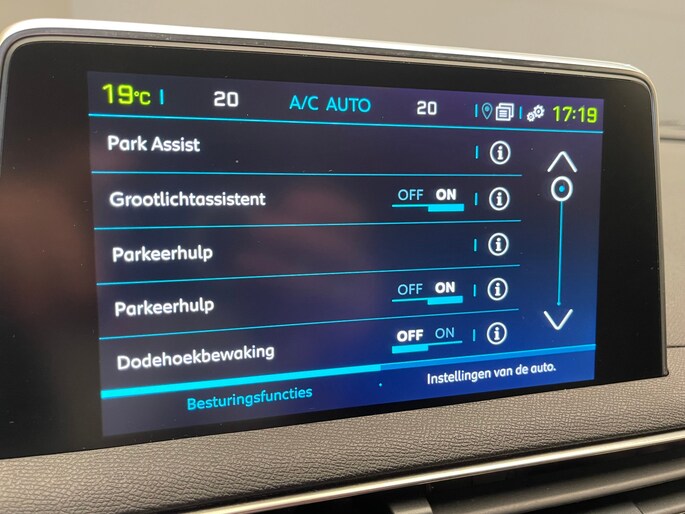 19°C 20 A/C AUTO 20 17:19
Park Assist
Grootlichtassistent OFF ON
Parkeerhulp
Parkeerhulp OFF ON
Dodehoekbewaking OFF ON
Besturingsfuncties Instellingen van de auto.